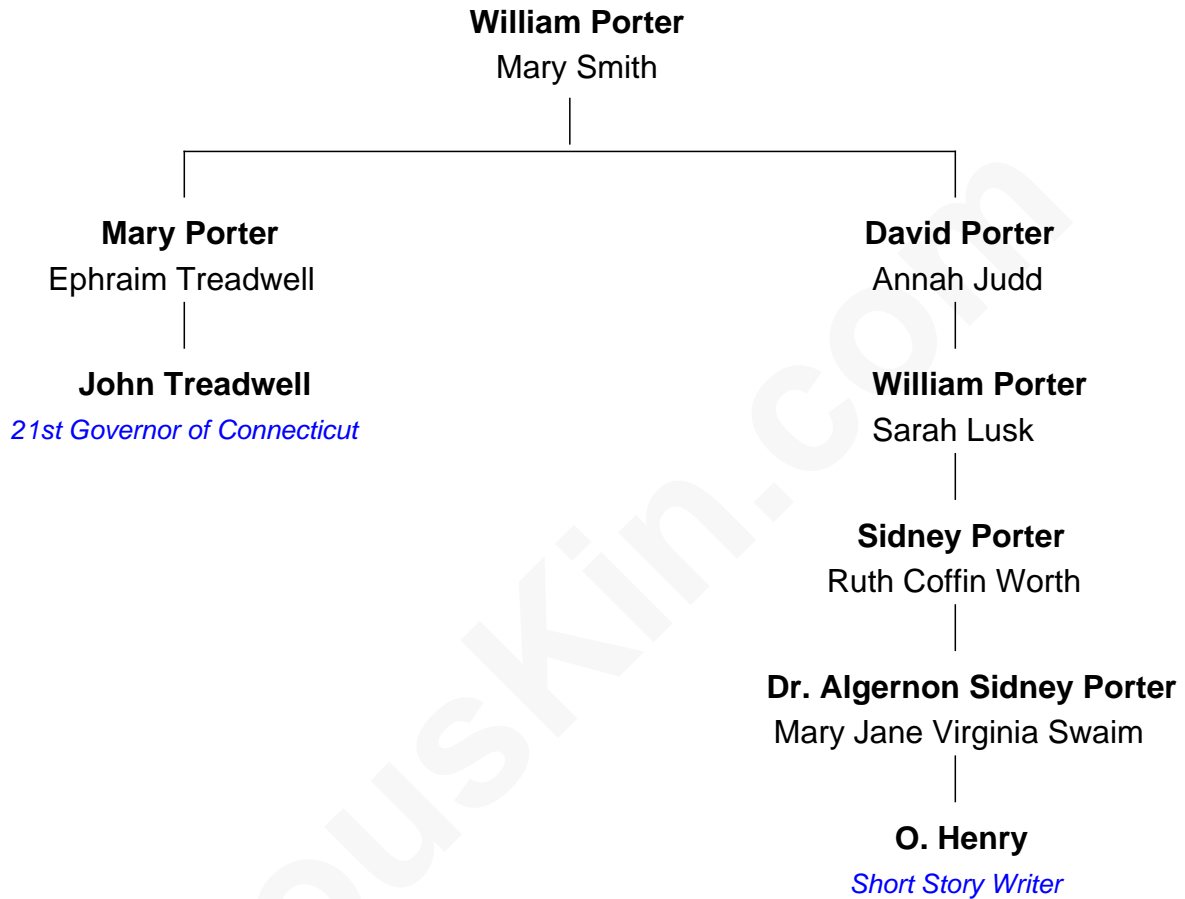 William Porter
Mary Smith
Mary Porter
Ephraim Treadwell
John Treadwell
21st Governor of Connecticut
David Porter
Annah Judd
William Porter
Sarah Lusk
Sidney Porter
Ruth Coffin Worth
Dr. Algernon Sidney Porter
Mary Jane Virginia Swaim
O. Henry
Short Story Writer
ousKin.com